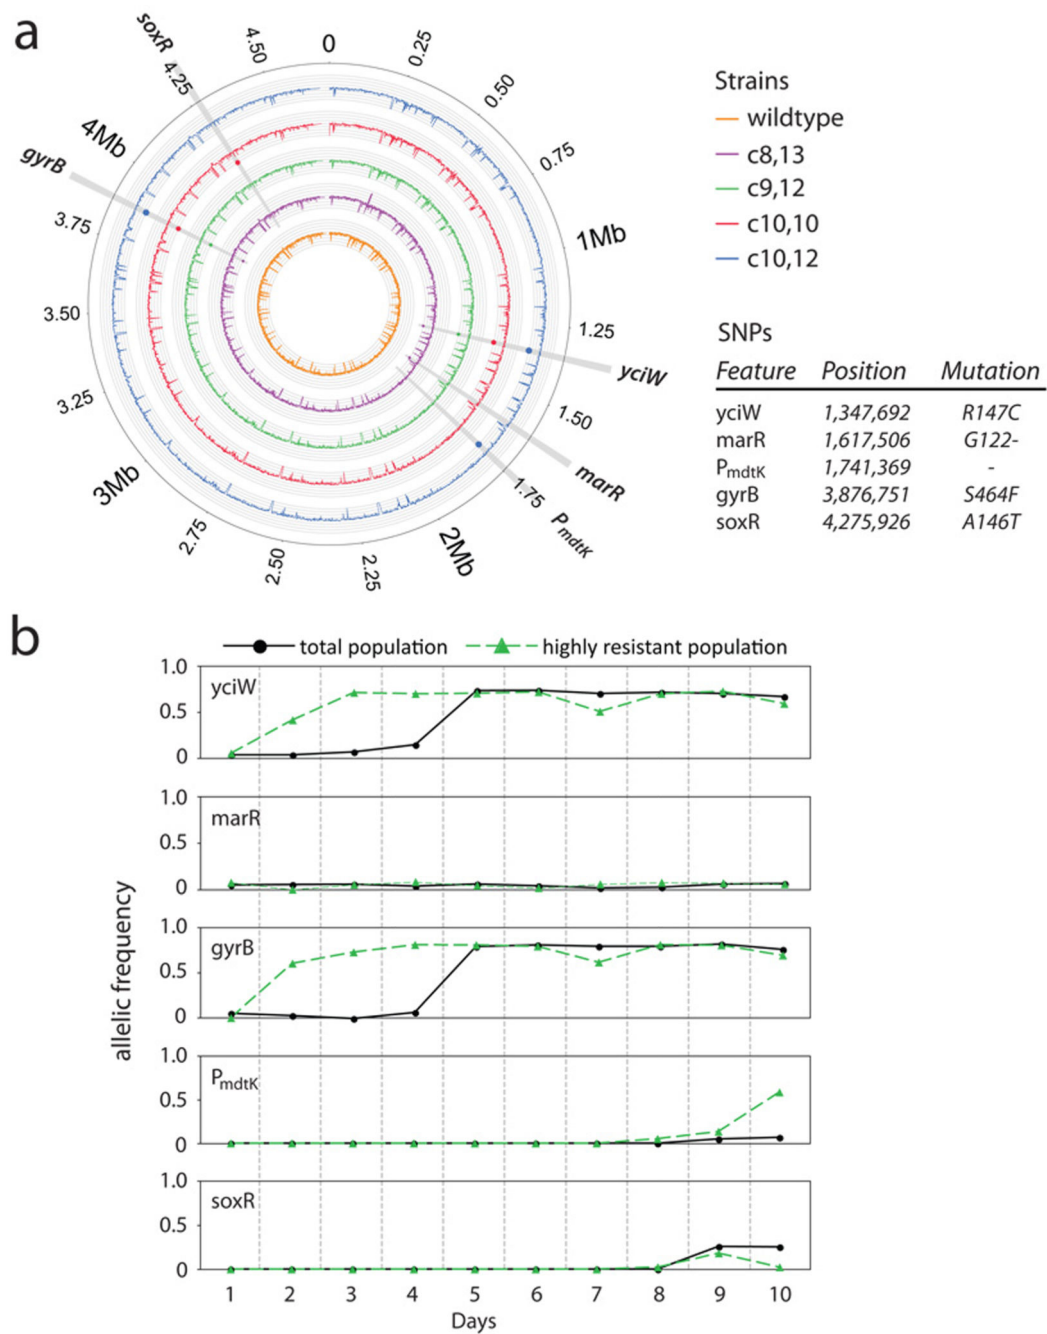 a
0
0.25
0.50
0.75
1Mb
1.25
1.50
1.75
2Mb
2.25
2.50
2.75
3Mb
3.25
3.50
3.75
4Mb
4.25
4.50
soxR
gyrB
yciW
marR
PmdtK
Strains
wildtype
c8,13
c9,12
c10,10
c10,12
SNPs
Feature Position Mutation
yciW 1,347,692 R147C
marR 1,617,506 G122-
PmdtK 1,741,369 -
gyrB 3,876,751 S464F
soxR 4,275,926 A146T
b
total population highly resistant population
allelic frequency
1.0
yciW
0.5
0
1.0
marR
0.5
0
1.0
gyrB
0.5
0
1.0
PmdtK
0.5
0
1.0
soxR
0.5
0
1 2 3 4 5 6 7 8 9 10
Days